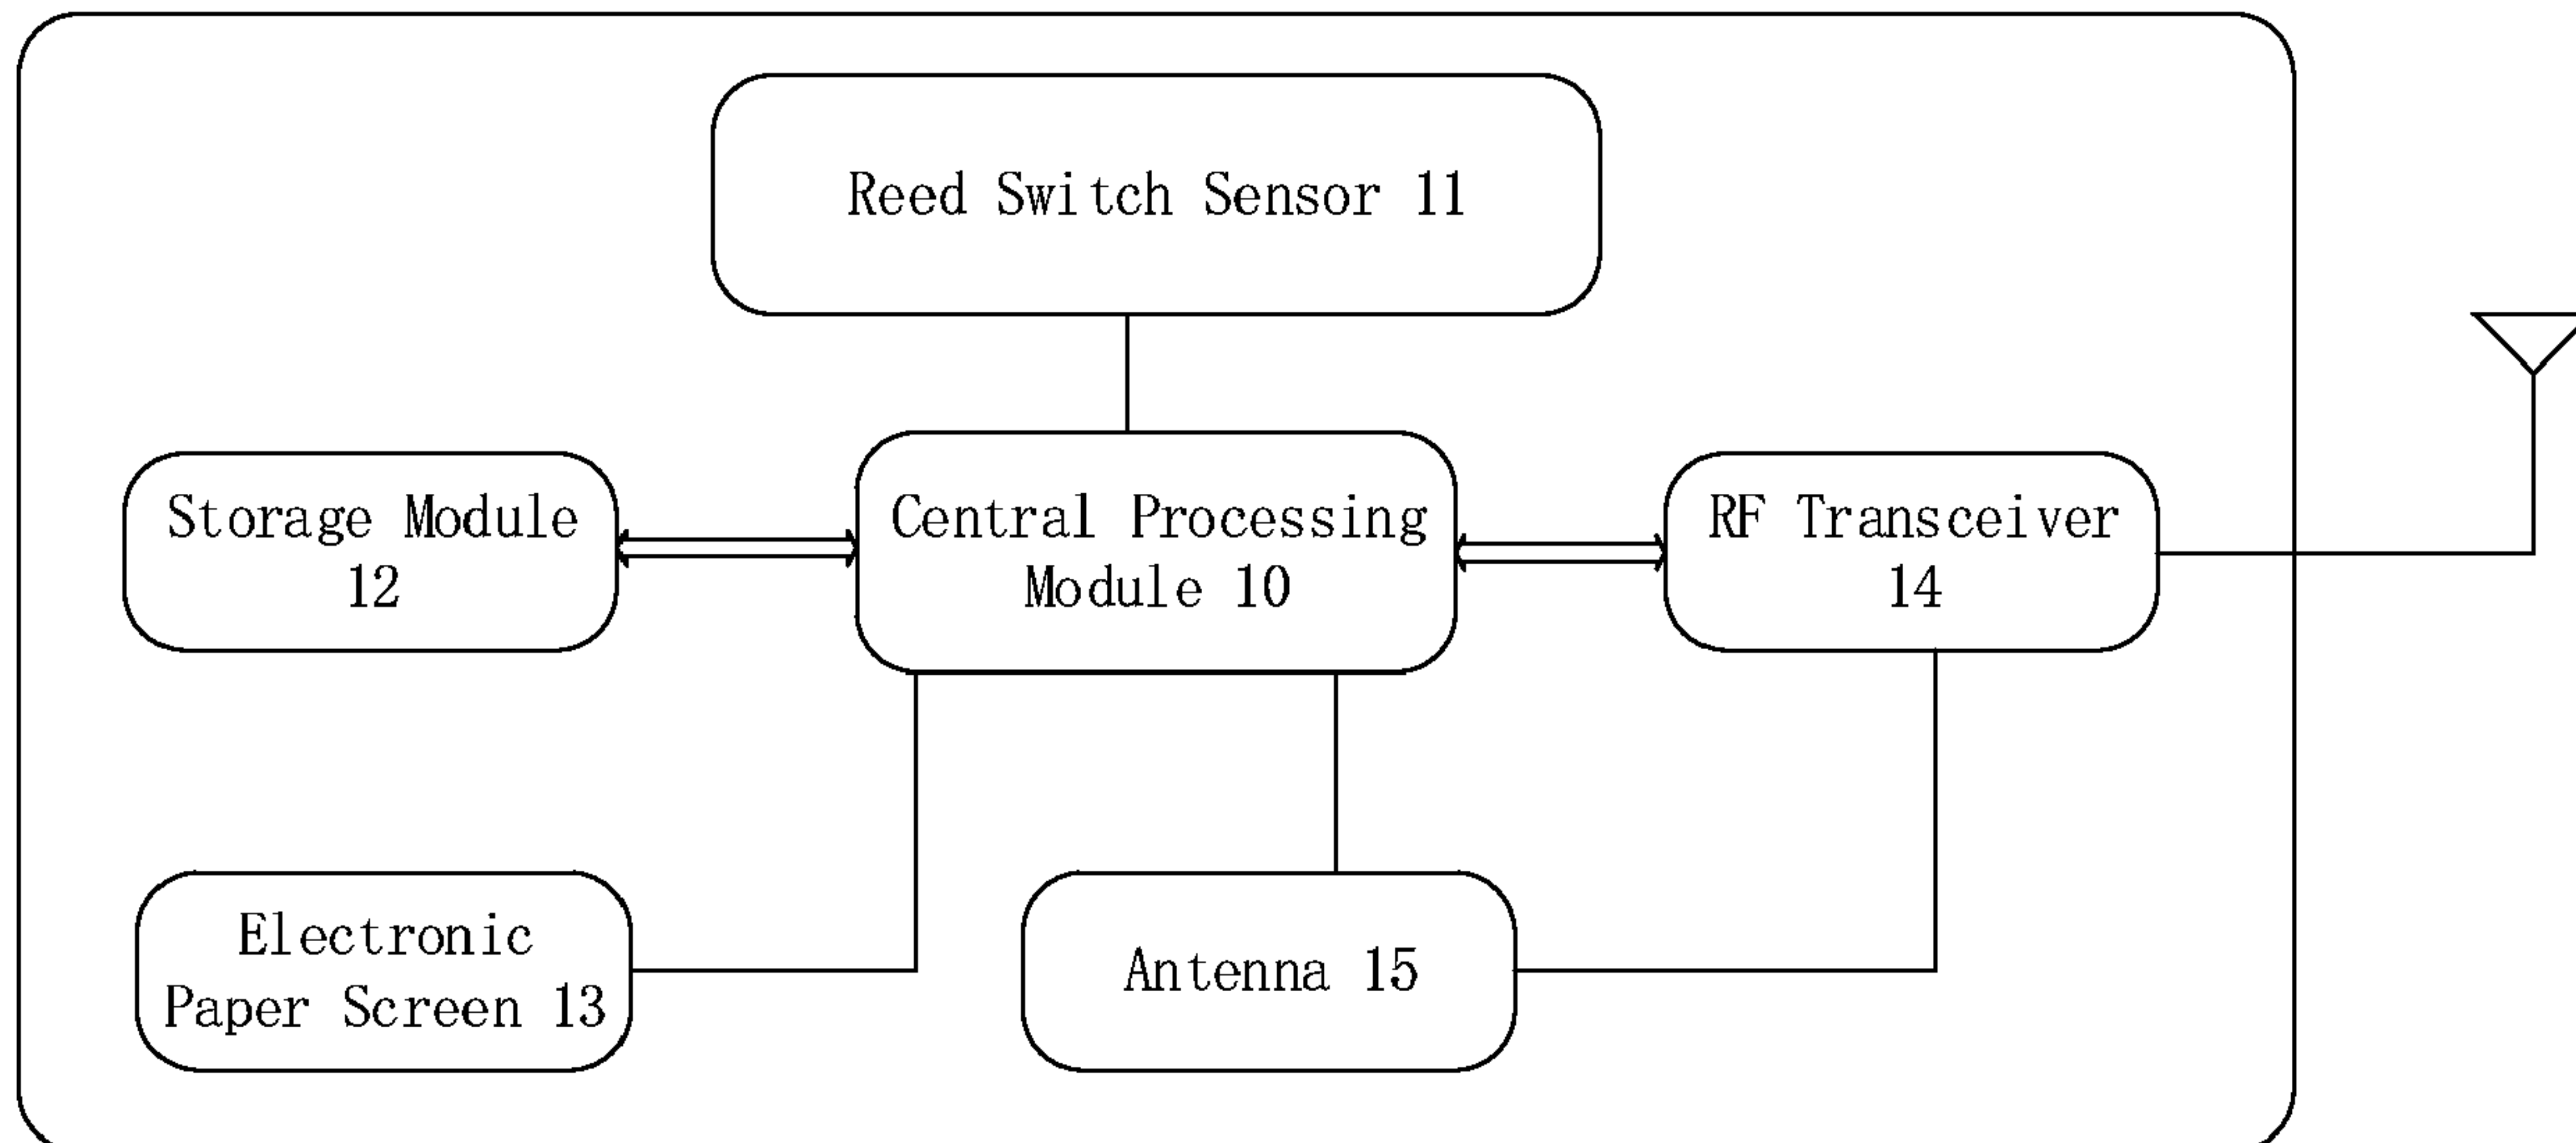 Reed Switch Sensor 11
Storage Module
12
Central Processing
Module 10
RF Transceiver
14
Electronic
Paper Screen 13
Antenna 15